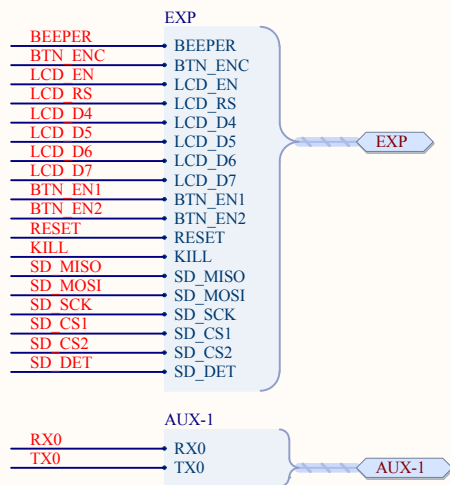 EXP
BEEPER BEEPER
BTN_ENC BTN_ENC
LCD_EN LCD_EN
LCD_RS LCD_RS
LCD_D4 LCD_D4
LCD_D5 LCD_D5 EXP
LCD_D6 LCD_D6
LCD_D7 LCD_D7
BTN_EN1 BTN_EN1
BTN_EN2 BTN_EN2
RESET RESET
KILL KILL
SD_MISO SD_MISO
SD_MOSI SD_MOSI
SD_SCK SD_SCK
SD_CS1 SD_CS1
SD_CS2 SD_CS2
SD_DET SD_DET
AUX-1
RX0 RX0
TX0 TX0 AUX-1